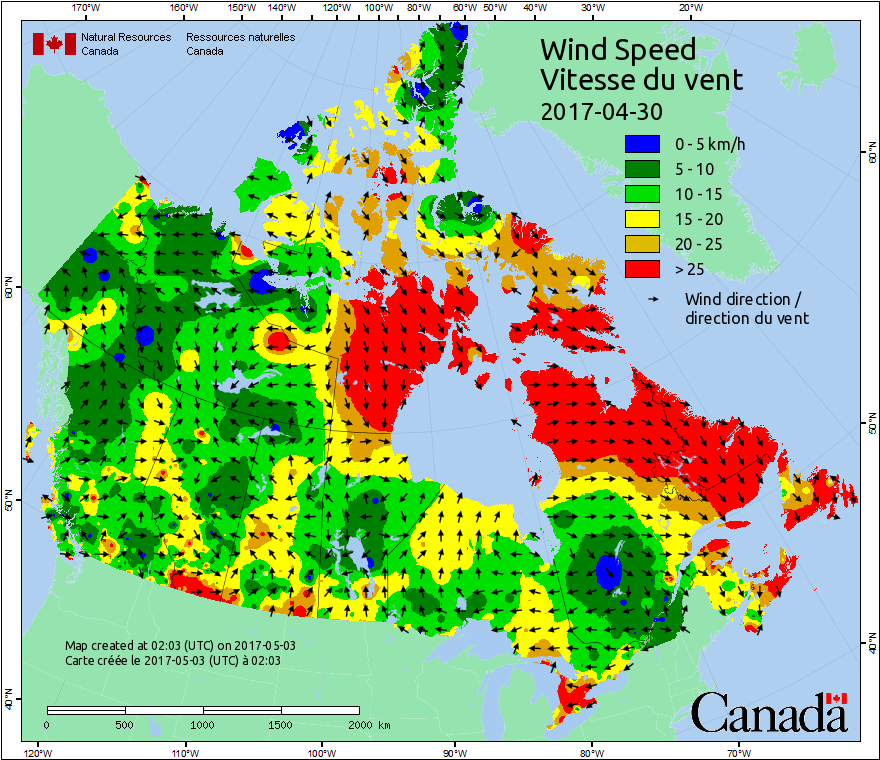 170°W 160°W 150°W 140°W 120°W 110°W 100°W 90°W 80°W 60°W 50°W 40°W 30°W 20°W
Natural Resources Ressources naturelles
Canada Canada
Wind Speed
Vitesse du vent
2017-04-30
0 - 5 km/h
5 - 10
10 - 15
15 - 20
20 - 25
> 25
Wind direction /
direction du vent
60°N
60°N
50°N
50°N
40°N
40°N
Map created at 02:03 (UTC) on 2017-05-03
Carte créée le 2017-05-03 (UTC) à 02:03
0 500 1000 1500 2000 km
Canada
120°W 110°W 100°W 90°W 80°W 70°W